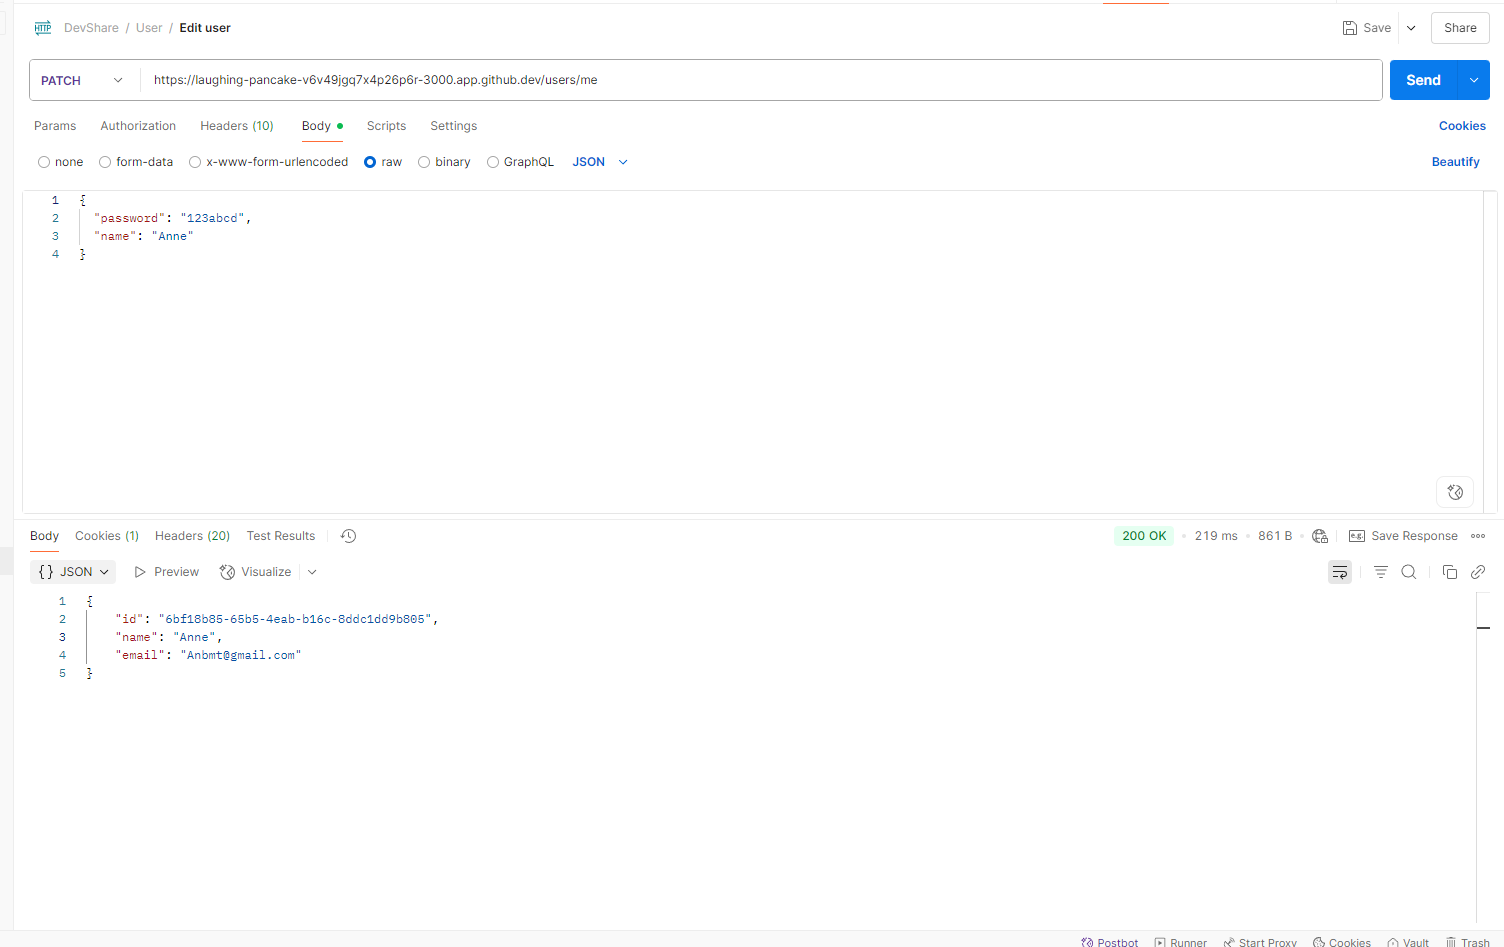 HTTP DevShare / User / Edit user Save Share
PATCH https://laughing-pancake-v6v49jgq7x4p26p6r-3000.app.github.dev/users/me Send
Params Authorization Headers (10) Body Scripts Settings Cookies
none form-data x-www-form-urlencoded raw binary GraphQL JSON Beautify
1 {
2 "password": "123abcd",
3 "name": "Anne"
4 }
Body Cookies (1) Headers (20) Test Results 200 OK 219 ms 861 B e.g. Save Response
{} JSON Preview Visualize
1 {
2 "id": "6bf18b85-65b5-4eab-b16c-8ddc1dd9b805",
3 "name": "Anne",
4 "email": "Anbmt@gmail.com"
5 }
Postbot Runner Start Proxy Cookies Vault Trash